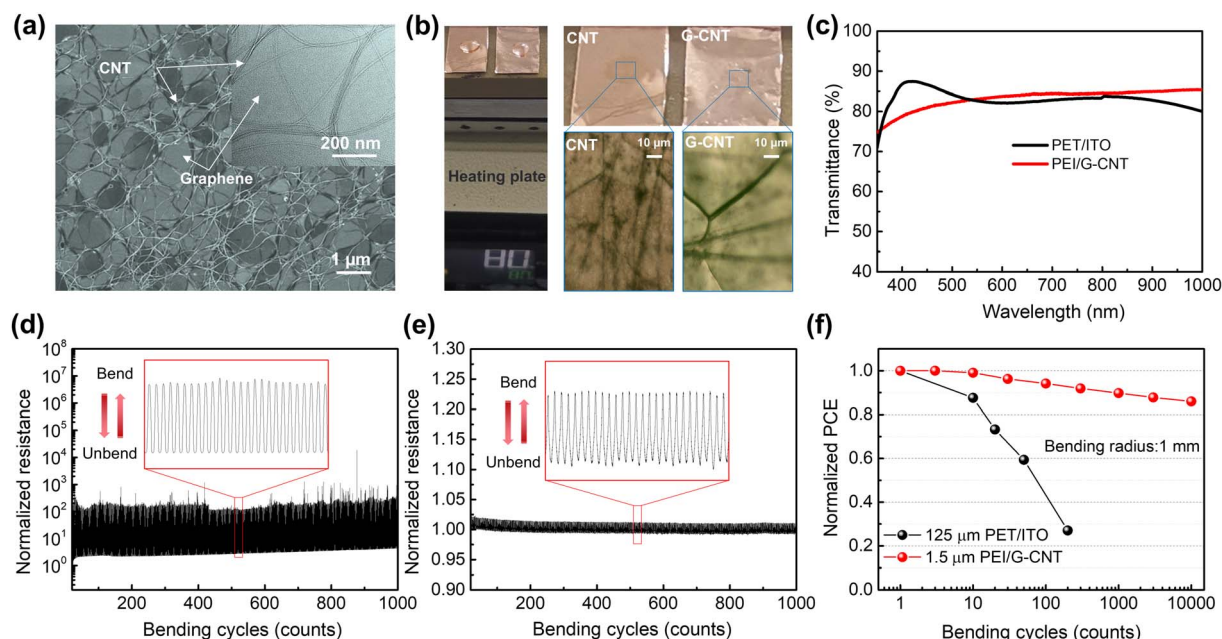 (a)
CNT
Graphene
200 nm
1 μm
(b)
CNT
G-CNT
Heating plate
80
CNT
10 μm
G-CNT
10 μm
(c)
Transmittance (%)
100
90
80
70
60
50
40
PET/ITO
PEI/G-CNT
400 500 600 700 800 900 1000
Wavelength (nm)
(d)
Normalized resistance
10^8
10^7
10^6
10^5
10^4
10^3
10^2
10^1
10^0
Bend
Unbend
200 400 600 800 1000
Bending cycles (counts)
(e)
Normalized resistance
1.30
1.25
1.20
1.15
1.10
1.05
1.00
0.95
0.90
Bend
Unbend
200 400 600 800 1000
Bending cycles (counts)
(f)
Normalized PCE
1.0
0.8
0.6
0.4
0.2
Bending radius:1 mm
125 μm PET/ITO
1.5 μm PEI/G-CNT
1 10 100 1000 10000
Bending cycles (counts)